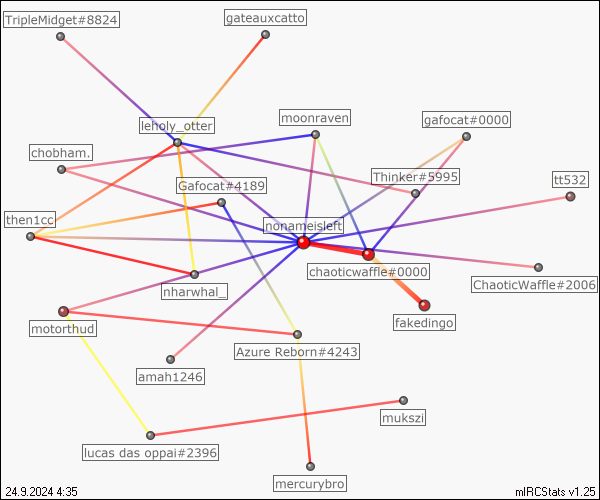 TripleMidget#8824
gateauxcatto
leholy_otter
moonraven
gafocat#0000
chobham.
Gafocat#4189
Thinker#5995
tt532
then1cc
nonameisleft
chaoticwaffle#0000
nharwhal_
ChaoticWaffle#2006
motorthud
fakedingo
Azure Reborn#4243
amah1246
mukszi
lucas das oppai#2396
mercurybro
24.9.2024 4:35
mIRCStats v1.25